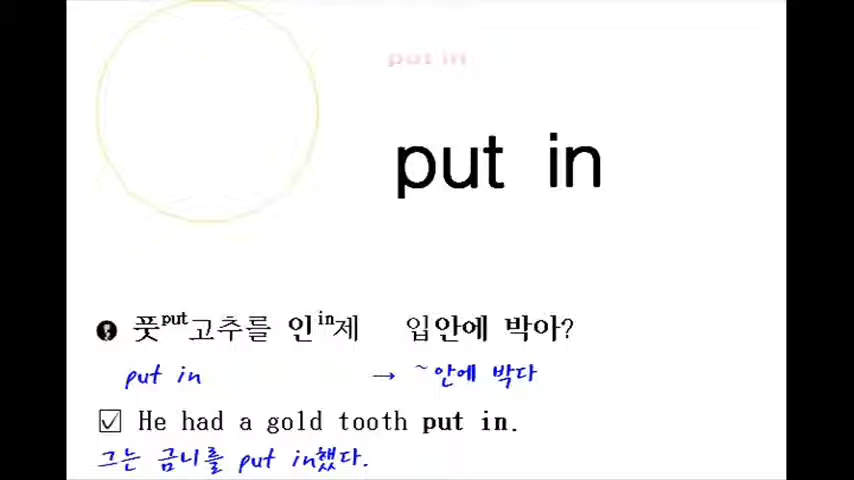 put in
put in
풋put고추를 인in제 입안에 박아?
put in → ~안에 박다
☑ He had a gold tooth put in.
그는 금니를 put in했다.